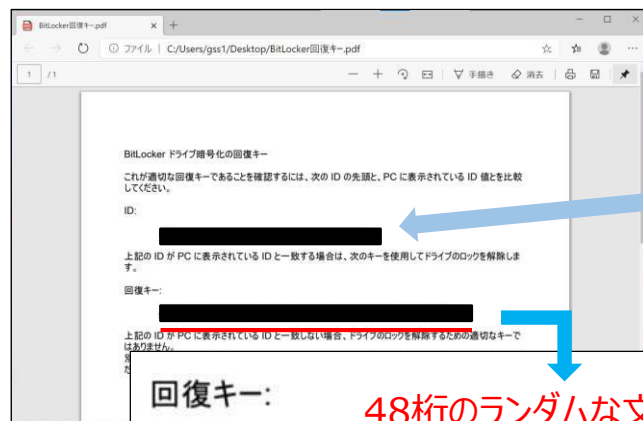 BitLocker回復キー.pdf
ファイル | C:/Users/gss1/Desktop/BitLocker回復キー.pdf
1 / 1
手描き 消去
BitLocker ドライブ暗号化の回復キー
これが適切な回復キーであることを確認するには、次の ID の先頭と、PC に表示されている ID 値とを比較
してください。
ID:
上記の ID が PC に表示されている ID と一致する場合は、次のキーを使用してドライブのロックを解除しま
す。
回復キー:
上記の ID が PC に表示されている ID と一致しない場合、ドライブのロックを解除するための適切なキーで
はありません。
回復キー:
48桁のランダムな文